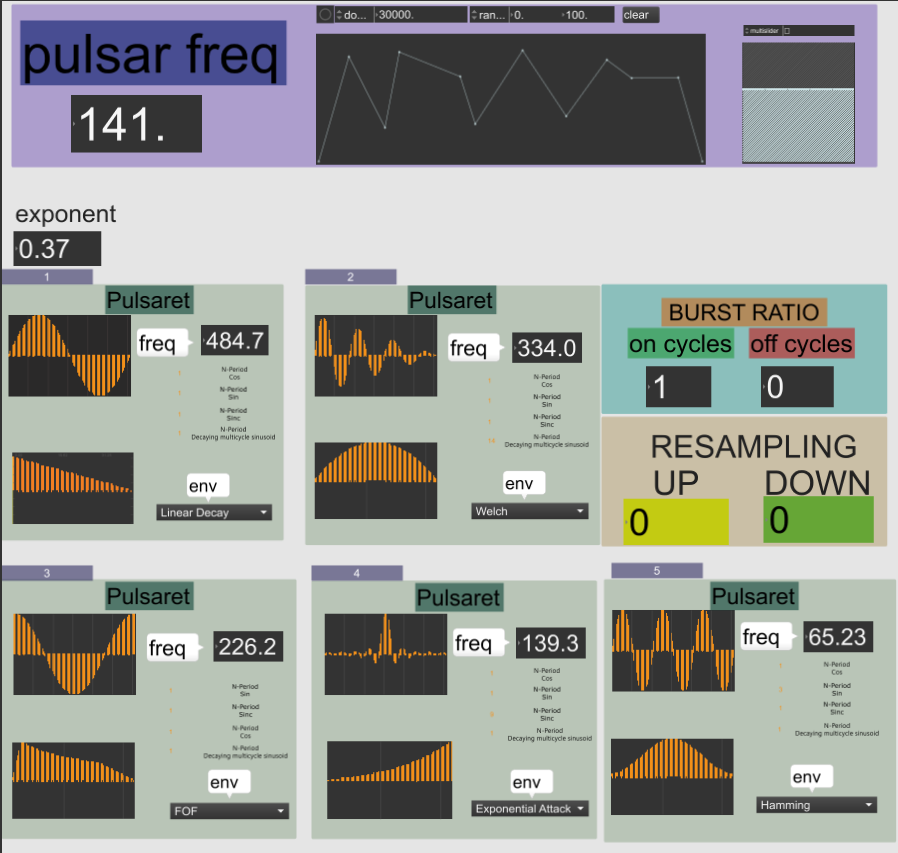 do... 30000. ran... 0. 100. clear
pulsar freq
multislider
141.
exponent
0.37
1
Pulsaret
freq 484.7
N-Period
Cos
N-Period
Sin
N-Period
Sinc
N-Period
Decaying multicycle sinusoid
env
Linear Decay
2
Pulsaret
freq 334.0
N-Period
Cos
N-Period
Sin
N-Period
Sinc
N-Period
Decaying multicycle sinusoid
env
Welch
BURST RATIO
on cycles off cycles
1 0
RESAMPLING
UP DOWN
0 0
3
Pulsaret
freq 226.2
N-Period
Sin
N-Period
Sinc
N-Period
Cos
N-Period
Decaying multicycle sinusoid
env
FOF
4
Pulsaret
freq 139.3
N-Period
Cos
N-Period
Sin
N-Period
Sinc
N-Period
Decaying multicycle sinusoid
env
Exponential Attack
5
Pulsaret
freq 65.23
N-Period
Cos
N-Period
Sin
N-Period
Sinc
N-Period
Decaying multicycle sinusoid
env
Hamming